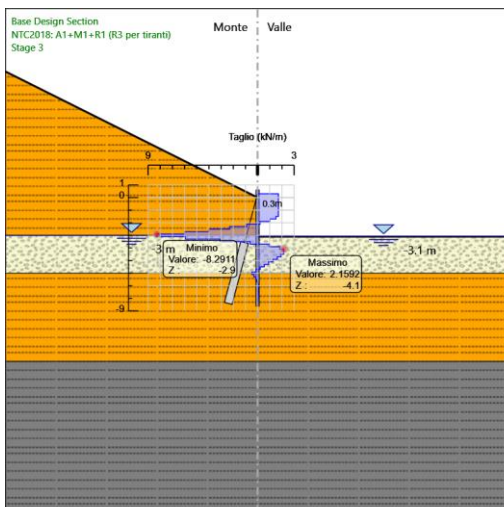 Base Design Section
NTC2018: A1+M1+R1 (R3 per tiranti)
Stage 3
Monte
Valle
Taglio (kN/m)
9
3
1
0
0.3m
-3.1 m
3 m
Minimo
Valore: -8.2911
Z : -2.9
Massimo
Valore: 2.1592
Z : -4.1
-9